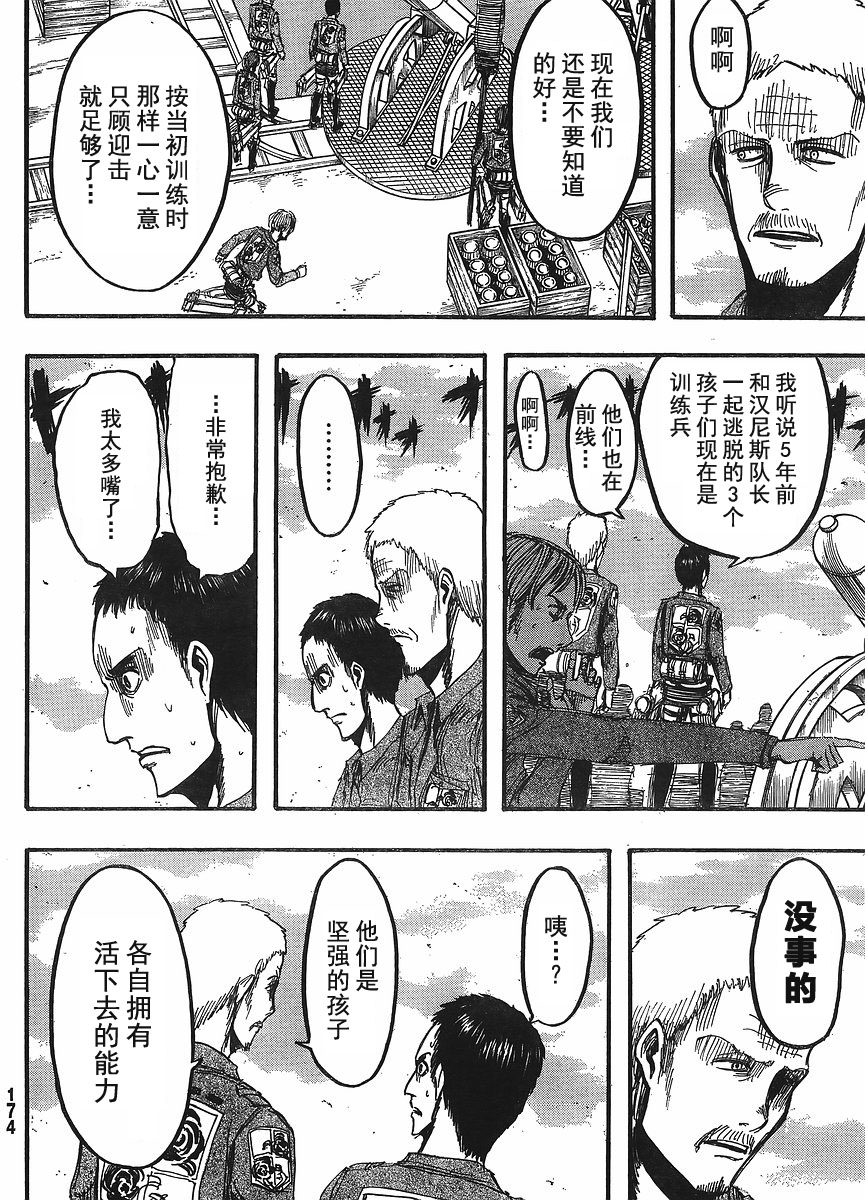 啊
啊
现在我们
还是不要知道
的好…
按当初训练时
那样一心一意
只顾迎击
就足够了…
我听说5年前
和汉尼斯队长
一起逃脱的3个
孩子们现在是
训练兵
他们也在
前线…
啊啊…
………
…非常抱歉…
我太多嘴了…
没事的
咦…?
他们是
坚强的孩子
各自拥有
活下去的能力
174